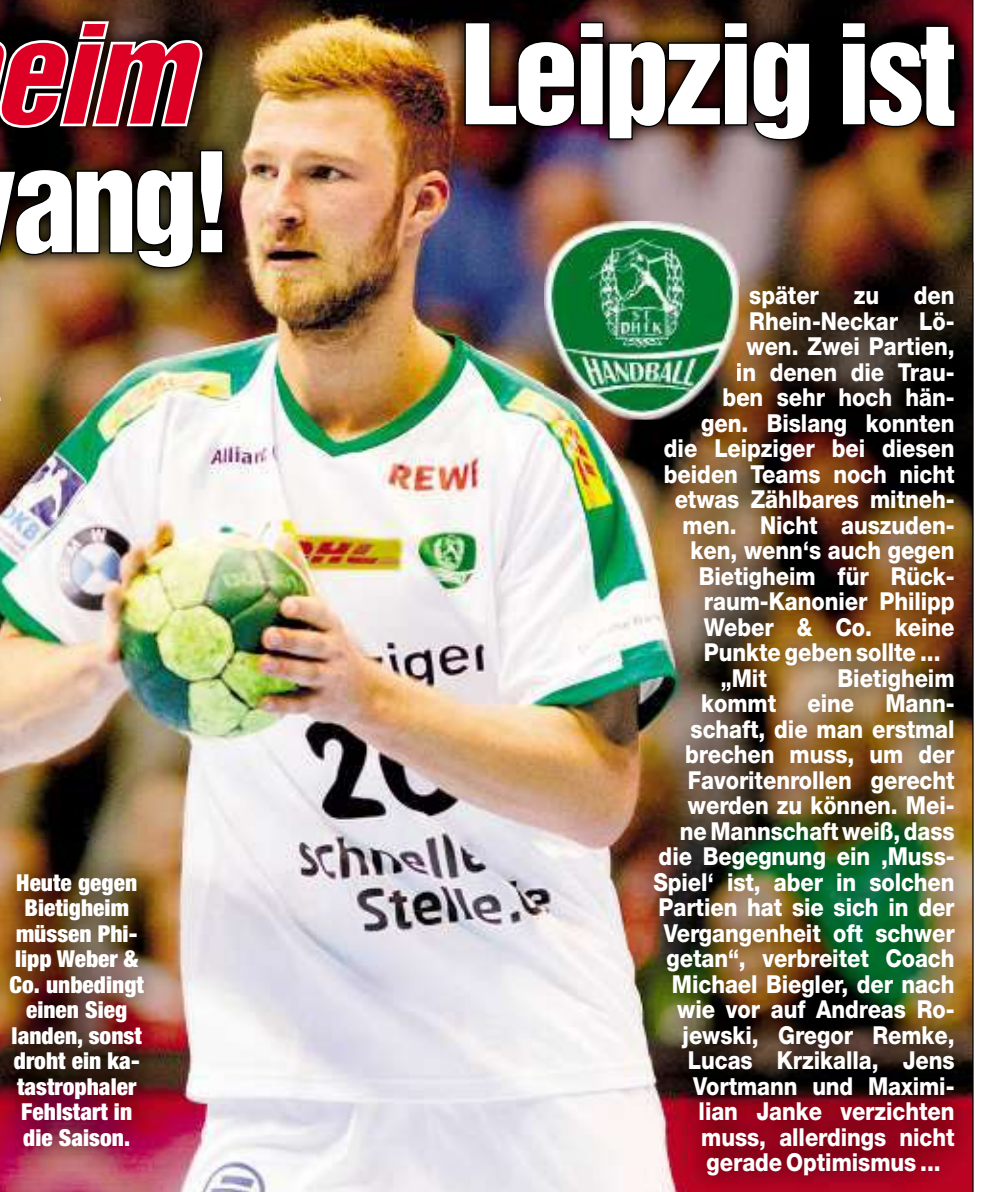 eim Leipzig ist
ang!
später zu den
Rhein-Neckar Lö-
wen. Zwei Partien,
in denen die Trau-
ben sehr hoch hän-
gen. Bislang konnten
die Leipziger bei diesen
beiden Teams noch nicht
etwas Zählbares mitneh-
men. Nicht auszuden-
ken, wenn's auch gegen
Bietigheim für Rück-
raum-Kanonier Philipp
Weber & Co. keine
Punkte geben sollte ...
„Mit Bietigheim
kommt eine Mann-
schaft, die man erstmal
brechen muss, um der
Favoritenrollen gerecht
werden zu können. Mei-
ne Mannschaft weiß, dass
die Begegnung ein ‚Muss-
Spiel‘ ist, aber in solchen
Partien hat sie sich in der
Vergangenheit oft schwer
getan“, verbreitet Coach
Michael Biegler, der nach
wie vor auf Andreas Ro-
jewski, Gregor Remke,
Lucas Krzikalla, Jens
Vortmann und Maximi-
lian Janke verzichten
muss, allerdings nicht
gerade Optimismus ...
Heute gegen
Bietigheim
müssen Phi-
lipp Weber &
Co. unbedingt
einen Sieg
landen, sonst
droht ein ka-
tastrophaler
Fehlstart in
die Saison.
SC
DHfK
HANDBALL
Allianz
REWE
DKB
BMW
DHL
iger
20
schnelle
Stelle.de